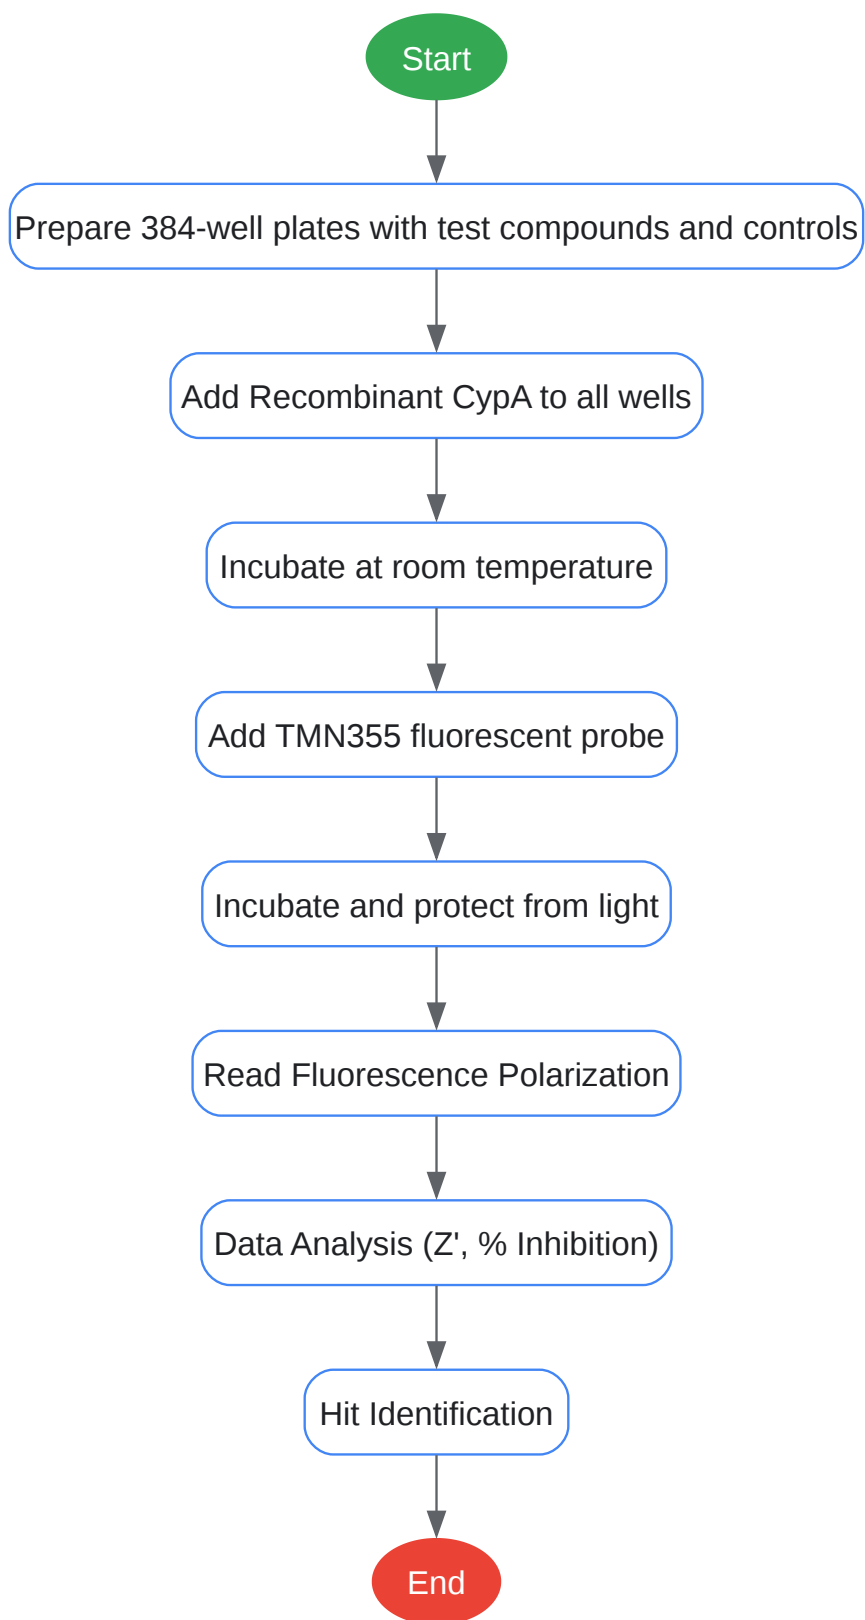 Start
Prepare 384-well plates with test compounds and controls
Add Recombinant CypA to all wells
Incubate at room temperature
Add TMN355 fluorescent probe
Incubate and protect from light
Read Fluorescence Polarization
Data Analysis (Z', % Inhibition)
Hit Identification
End